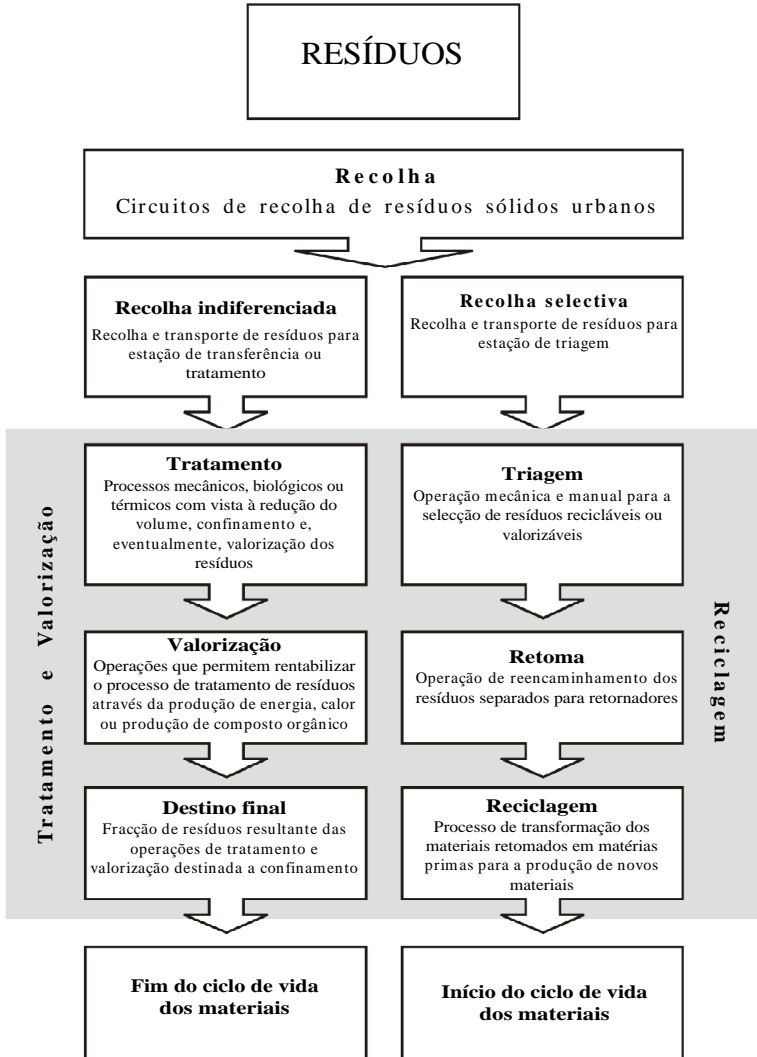 RESÍDUOS
Recolha
Circuitos de recolha de resíduos sólidos urbanos
Recolha indiferenciada
Recolha e transporte de resíduos para
estação de transferência ou
tratamento
Recolha selectiva
Recolha e transporte de resíduos para
estação de triagem
Tratamento e Valorização
Tratamento
Processos mecânicos, biológicos ou
térmicos com vista à redução do
volume, confinamento e,
eventualmente, valorização dos
resíduos
Triagem
Operação mecânica e manual para a
selecção de resíduos recicláveis ou
valorizáveis
Reciclagem
Valorização
Operações que permitem rentabilizar
o processo de tratamento de resíduos
através da produção de energia, calor
ou produção de composto orgânico
Retoma
Operação de reencaminhamento dos
resíduos separados para retornadores
Destino final
Fracção de resíduos resultante das
operações de tratamento e
valorização destinada a confinamento
Reciclagem
Processo de transformação dos
materiais retomados em matérias
primas para a produção de novos
materiais
Fim do ciclo de vida
dos materiais
Início do ciclo de vida
dos materiais